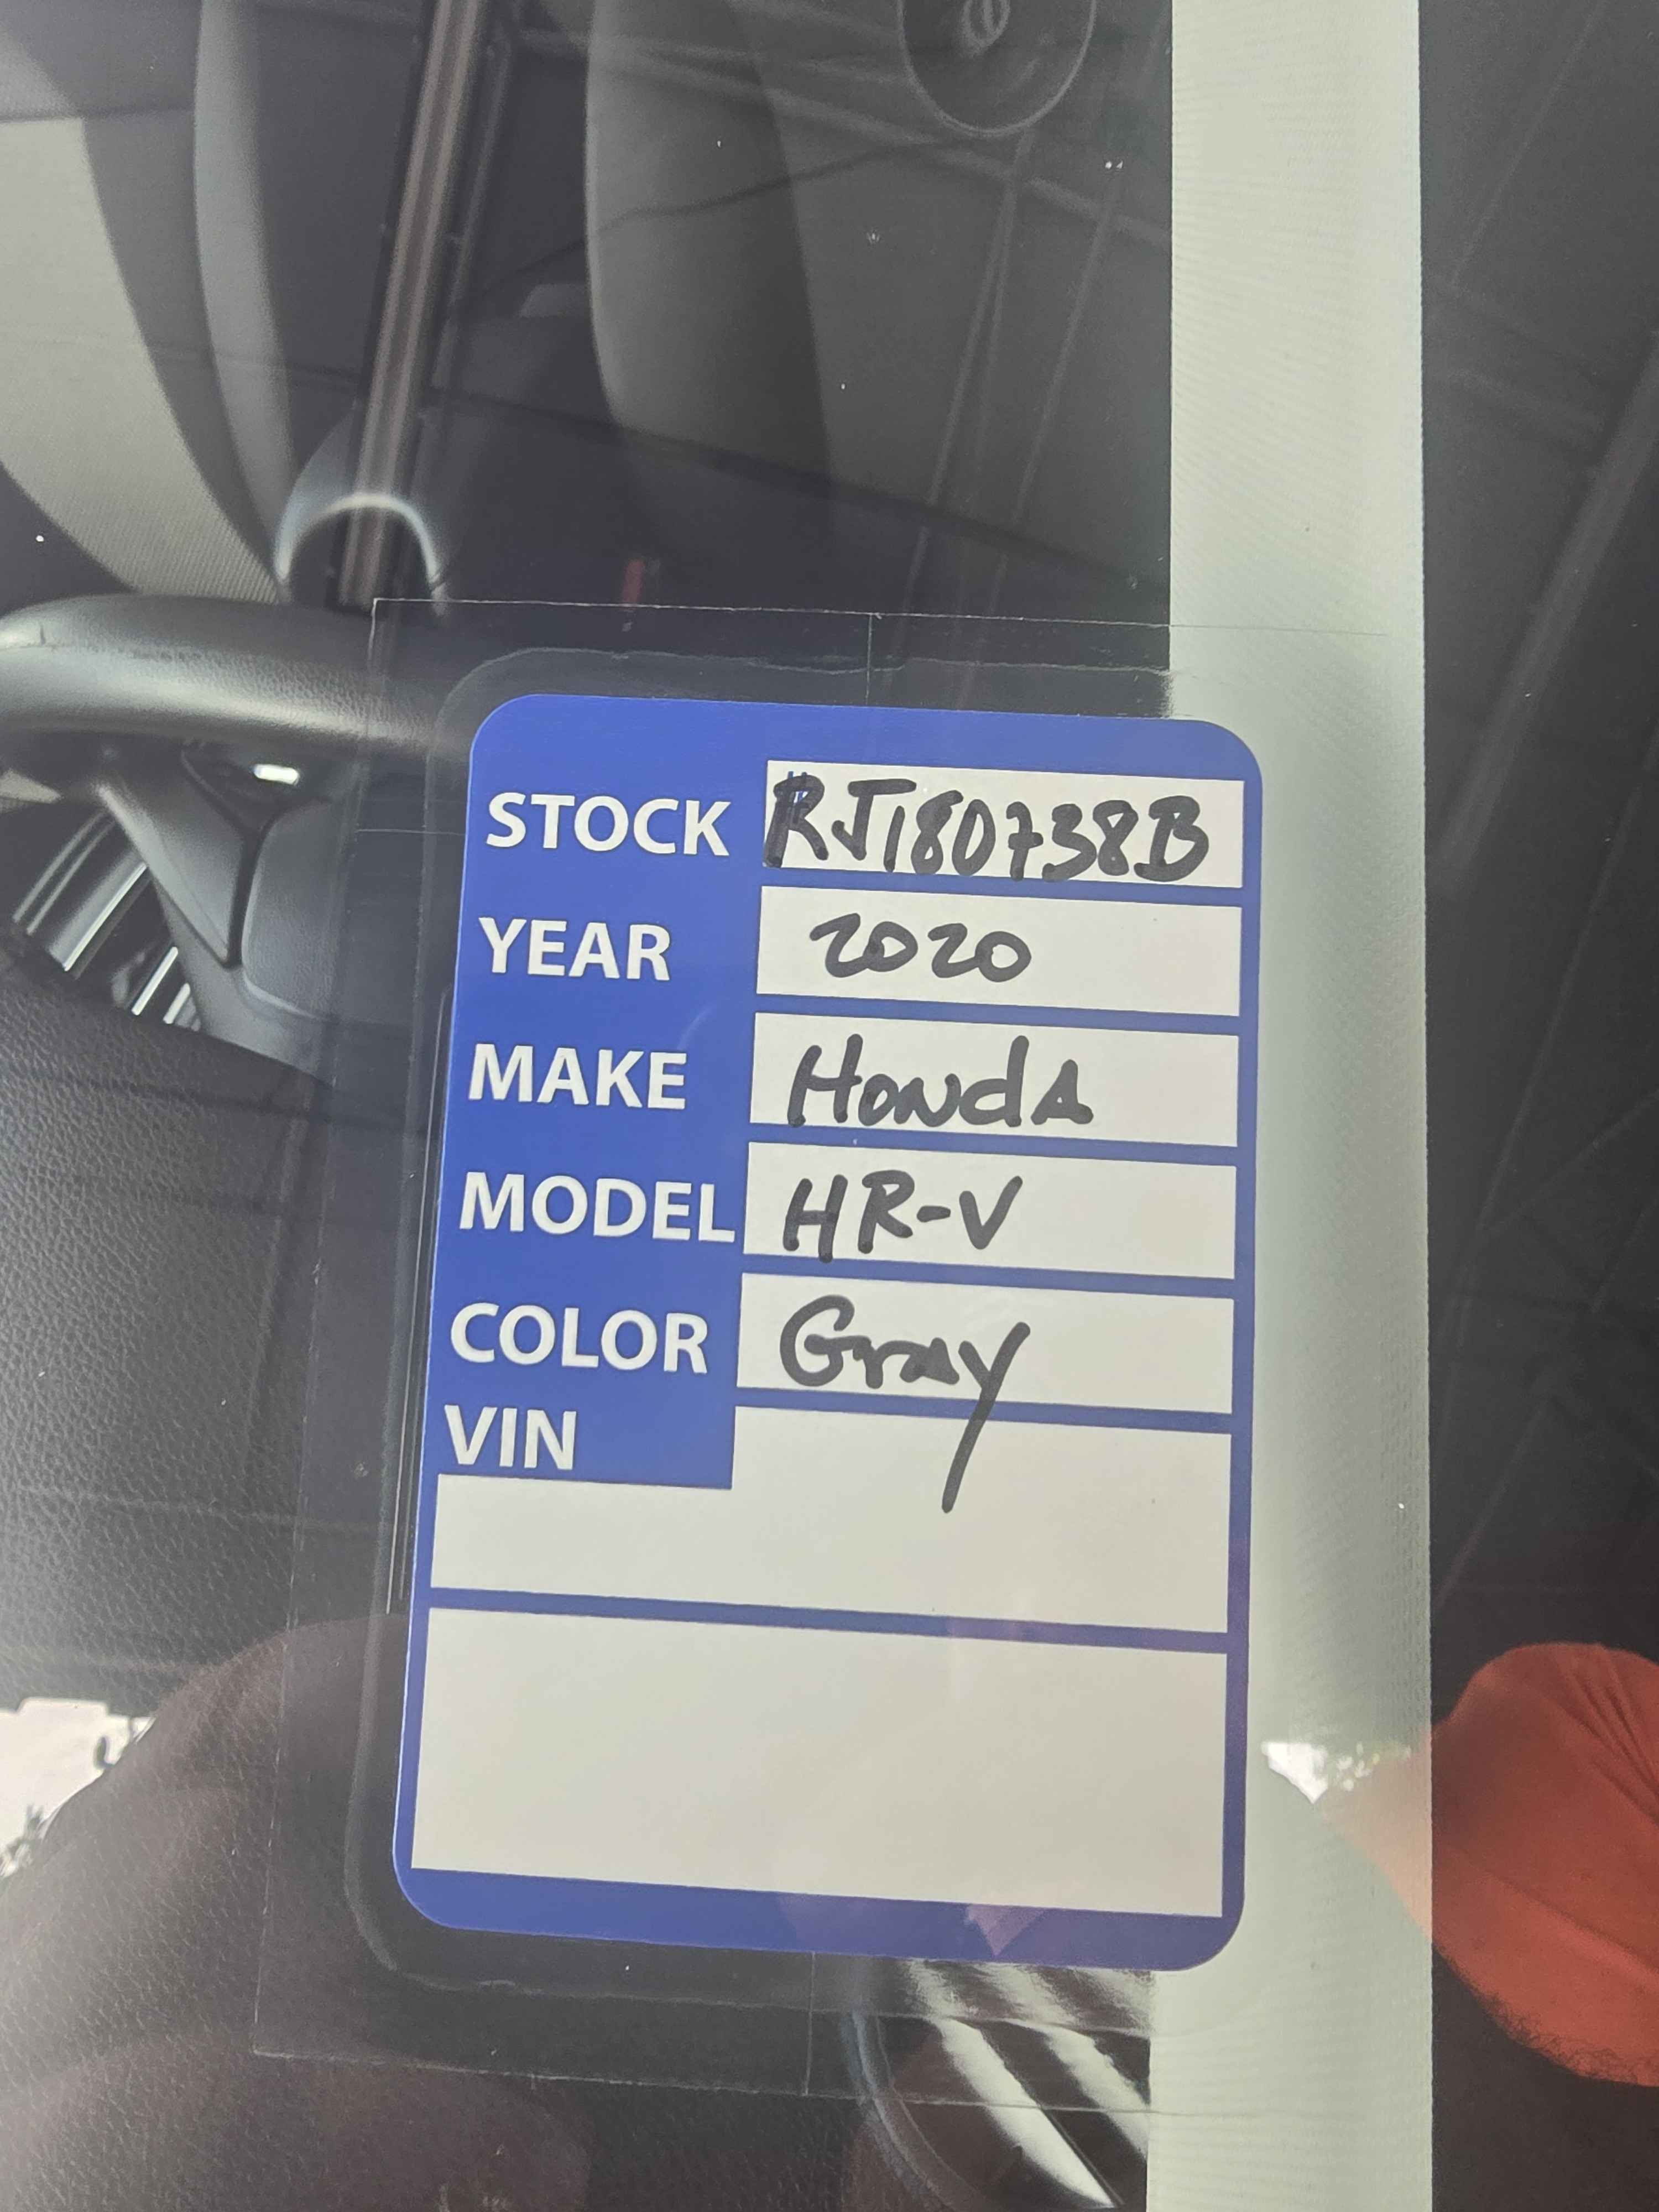 STOCK RJ180738B
YEAR 2020
MAKE HondA
MODEL HR-V
COLOR Gray
VIN